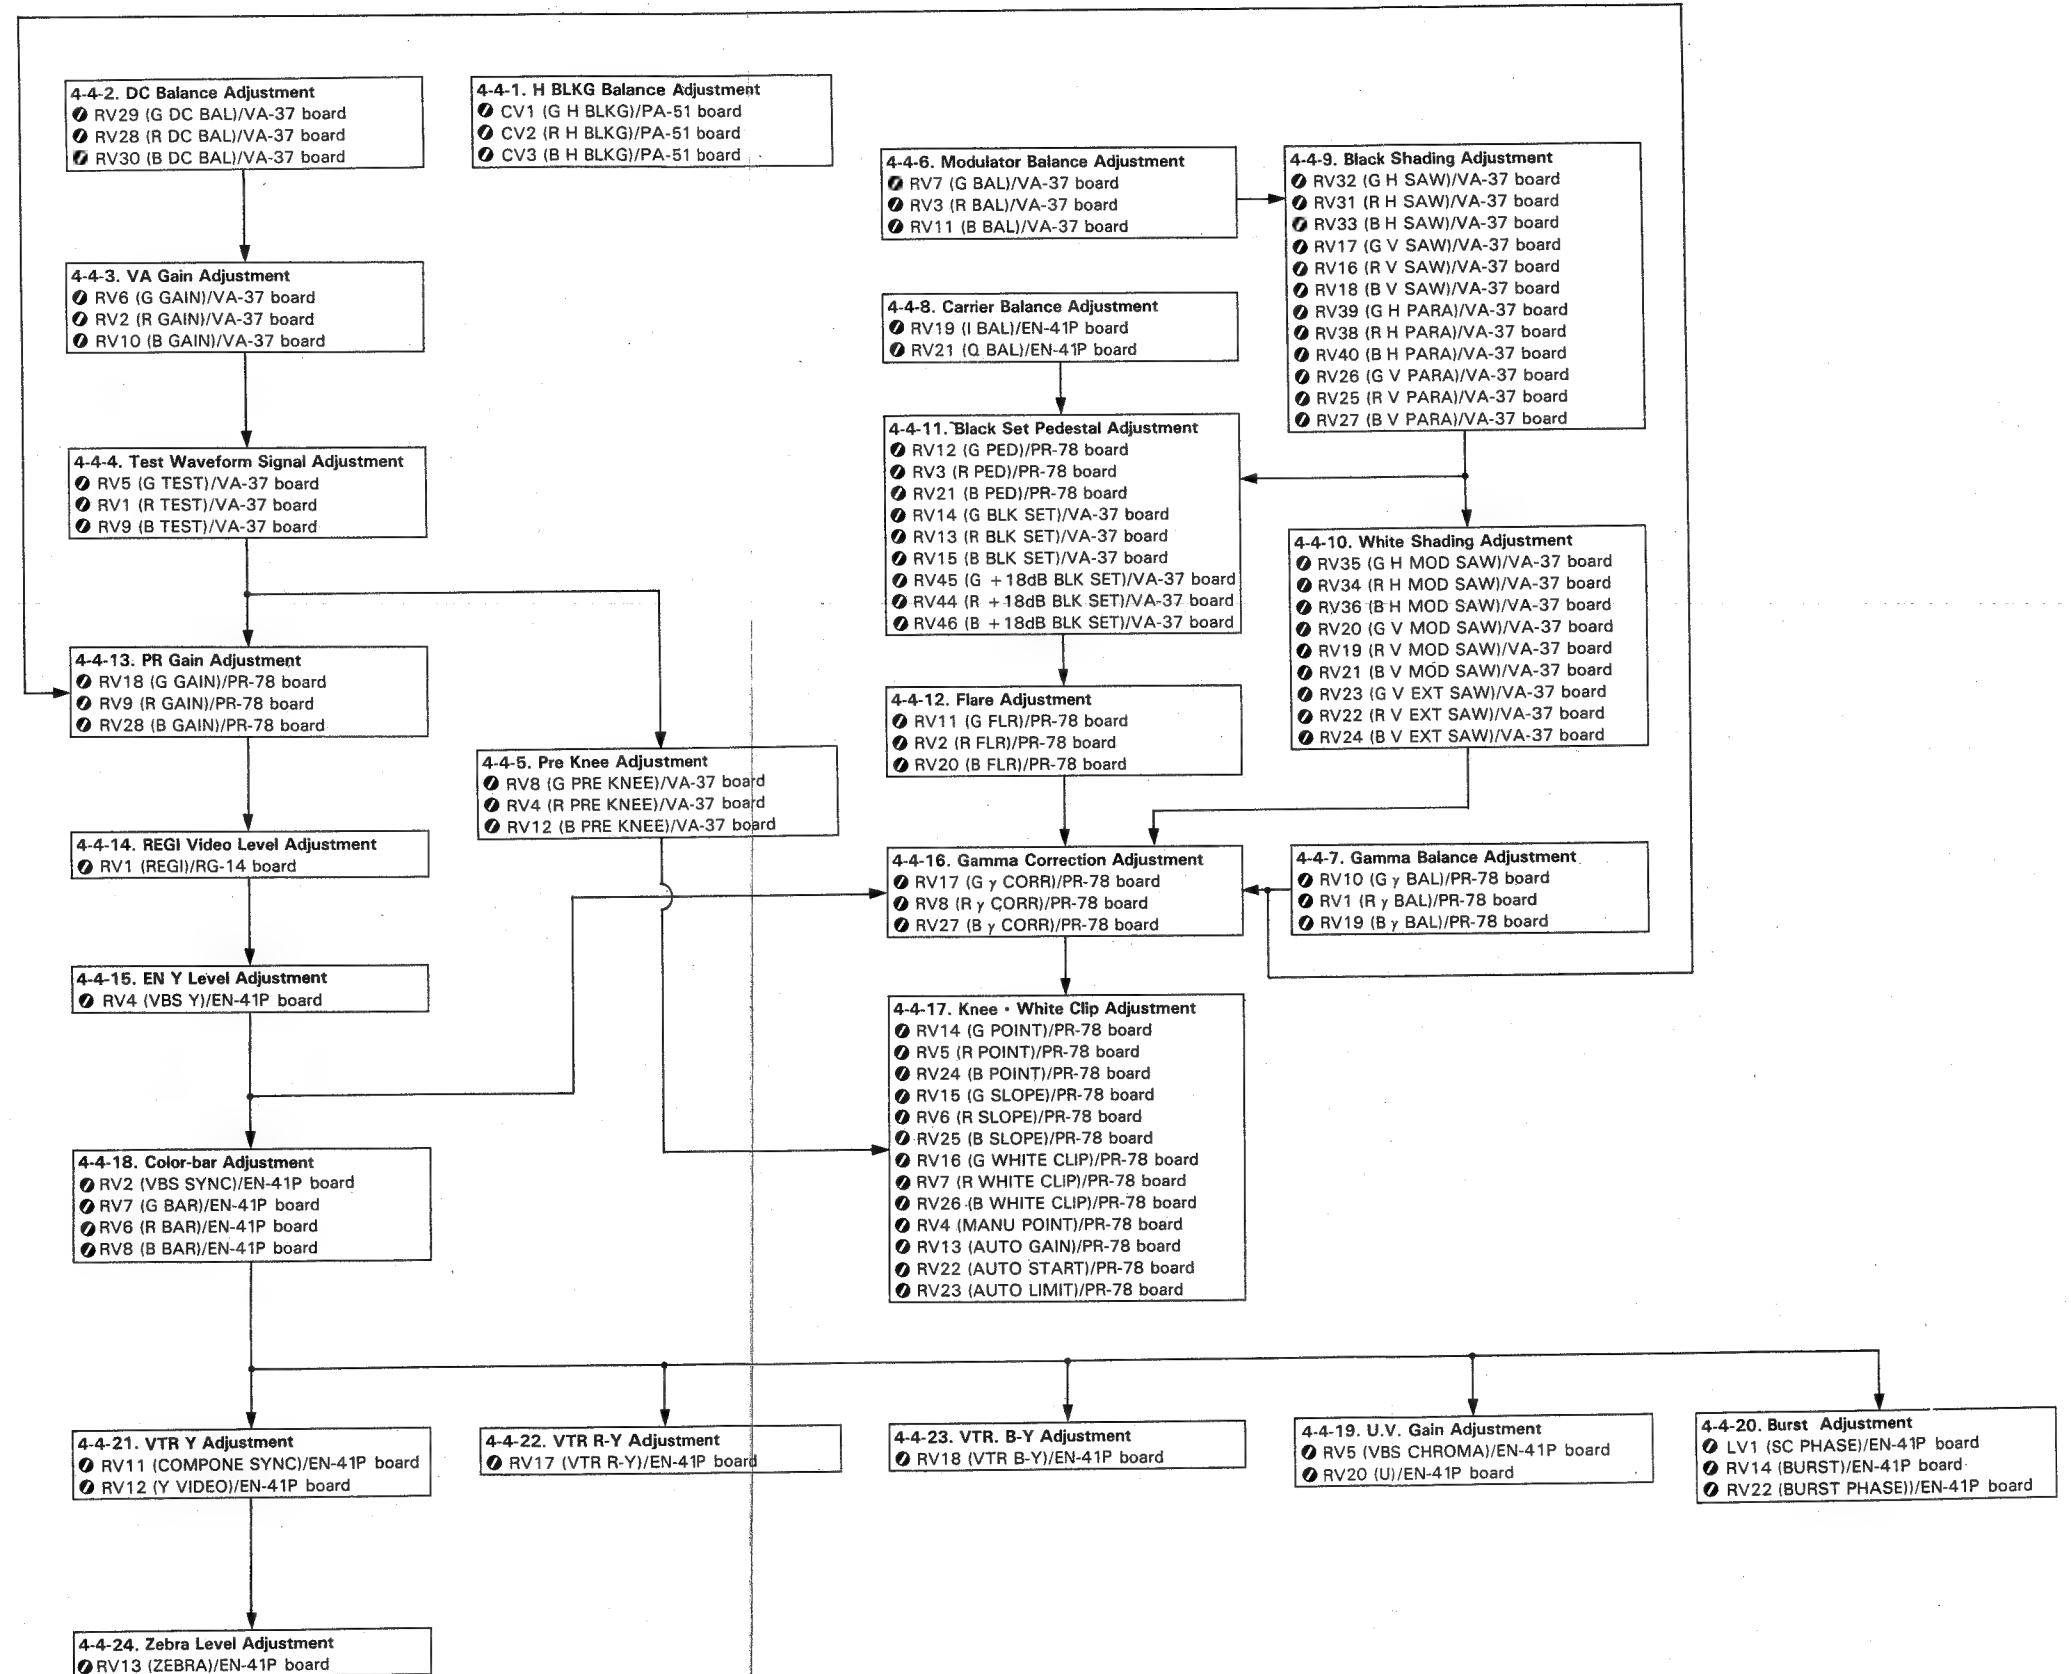 4-4-2. DC Balance Adjustment
RV29 (G DC BAL)/VA-37 board
RV28 (R DC BAL)/VA-37 board
RV30 (B DC BAL)/VA-37 board
4-4-1. H BLKG Balance Adjustment
CV1 (G H BLKG)/PA-51 board
CV2 (R H BLKG)/PA-51 board
CV3 (B H BLKG)/PA-51 board
4-4-6. Modulator Balance Adjustment
RV7 (G BAL)/VA-37 board
RV3 (R BAL)/VA-37 board
RV11 (B BAL)/VA-37 board
4-4-9. Black Shading Adjustment
RV32 (G H SAW)/VA-37 board
RV31 (R H SAW)/VA-37 board
RV33 (B H SAW)/VA-37 board
RV17 (G V SAW)/VA-37 board
RV16 (R V SAW)/VA-37 board
RV18 (B V SAW)/VA-37 board
RV39 (G H PARA)/VA-37 board
RV38 (R H PARA)/VA-37 board
RV40 (B H PARA)/VA-37 board
RV26 (G V PARA)/VA-37 board
RV25 (R V PARA)/VA-37 board
RV27 (B V PARA)/VA-37 board
4-4-3. VA Gain Adjustment
RV6 (G GAIN)/VA-37 board
RV2 (R GAIN)/VA-37 board
RV10 (B GAIN)/VA-37 board
4-4-8. Carrier Balance Adjustment
RV19 (I BAL)/EN-41P board
RV21 (Q BAL)/EN-41P board
4-4-4. Test Waveform Signal Adjustment
RV5 (G TEST)/VA-37 board
RV1 (R TEST)/VA-37 board
RV9 (B TEST)/VA-37 board
4-4-11. Black Set Pedestal Adjustment
RV12 (G PED)/PR-78 board
RV3 (R PED)/PR-78 board
RV21 (B PED)/PR-78 board
RV14 (G BLK SET)/VA-37 board
RV13 (R BLK SET)/VA-37 board
RV15 (B BLK SET)/VA-37 board
RV45 (G +18dB BLK SET)/VA-37 board
RV44 (R +18dB BLK SET)/VA-37 board
RV46 (B +18dB BLK SET)/VA-37 board
4-4-10. White Shading Adjustment
RV35 (G H MOD SAW)/VA-37 board
RV34 (R H MOD SAW)/VA-37 board
RV36 (B H MOD SAW)/VA-37 board
RV20 (G V MOD SAW)/VA-37 board
RV19 (R V MOD SAW)/VA-37 board
RV21 (B V MOD SAW)/VA-37 board
RV23 (G V EXT SAW)/VA-37 board
RV22 (R V EXT SAW)/VA-37 board
RV24 (B V EXT SAW)/VA-37 board
4-4-13. PR Gain Adjustment
RV18 (G GAIN)/PR-78 board
RV9 (R GAIN)/PR-78 board
RV28 (B GAIN)/PR-78 board
4-4-12. Flare Adjustment
RV11 (G FLR)/PR-78 board
RV2 (R FLR)/PR-78 board
RV20 (B FLR)/PR-78 board
4-4-5. Pre Knee Adjustment
RV8 (G PRE KNEE)/VA-37 board
RV4 (R PRE KNEE)/VA-37 board
RV12 (B PRE KNEE)/VA-37 board
4-4-14. REGI Video Level Adjustment
RV1 (REGI)/RG-14 board
4-4-16. Gamma Correction Adjustment
RV17 (G γ CORR)/PR-78 board
RV8 (R γ CORR)/PR-78 board
RV27 (B γ CORR)/PR-78 board
4-4-7. Gamma Balance Adjustment
RV10 (G γ BAL)/PR-78 board
RV1 (R γ BAL)/PR-78 board
RV19 (B γ BAL)/PR-78 board
4-4-15. EN Y Level Adjustment
RV4 (VBS Y)/EN-41P board
4-4-17. Knee • White Clip Adjustment
RV14 (G POINT)/PR-78 board
RV5 (R POINT)/PR-78 board
RV24 (B POINT)/PR-78 board
RV15 (G SLOPE)/PR-78 board
RV6 (R SLOPE)/PR-78 board
RV25 (B SLOPE)/PR-78 board
RV16 (G WHITE CLIP)/PR-78 board
RV7 (R WHITE CLIP)/PR-78 board
RV26 (B WHITE CLIP)/PR-78 board
RV4 (MANU POINT)/PR-78 board
RV13 (AUTO GAIN)/PR-78 board
RV22 (AUTO START)/PR-78 board
RV23 (AUTO LIMIT)/PR-78 board
4-4-18. Color-bar Adjustment
RV2 (VBS SYNC)/EN-41P board
RV7 (G BAR)/EN-41P board
RV6 (R BAR)/EN-41P board
RV8 (B BAR)/EN-41P board
4-4-21. VTR Y Adjustment
RV11 (COMPONE SYNC)/EN-41P board
RV12 (Y VIDEO)/EN-41P board
4-4-22. VTR R-Y Adjustment
RV17 (VTR R-Y)/EN-41P board
4-4-23. VTR. B-Y Adjustment
RV18 (VTR B-Y)/EN-41P board
4-4-19. U.V. Gain Adjustment
RV5 (VBS CHROMA)/EN-41P board
RV20 (U)/EN-41P board
4-4-20. Burst Adjustment
LV1 (SC PHASE)/EN-41P board
RV14 (BURST)/EN-41P board
RV22 (BURST PHASE))/EN-41P board
4-4-24. Zebra Level Adjustment
RV13 (ZEBRA)/EN-41P board